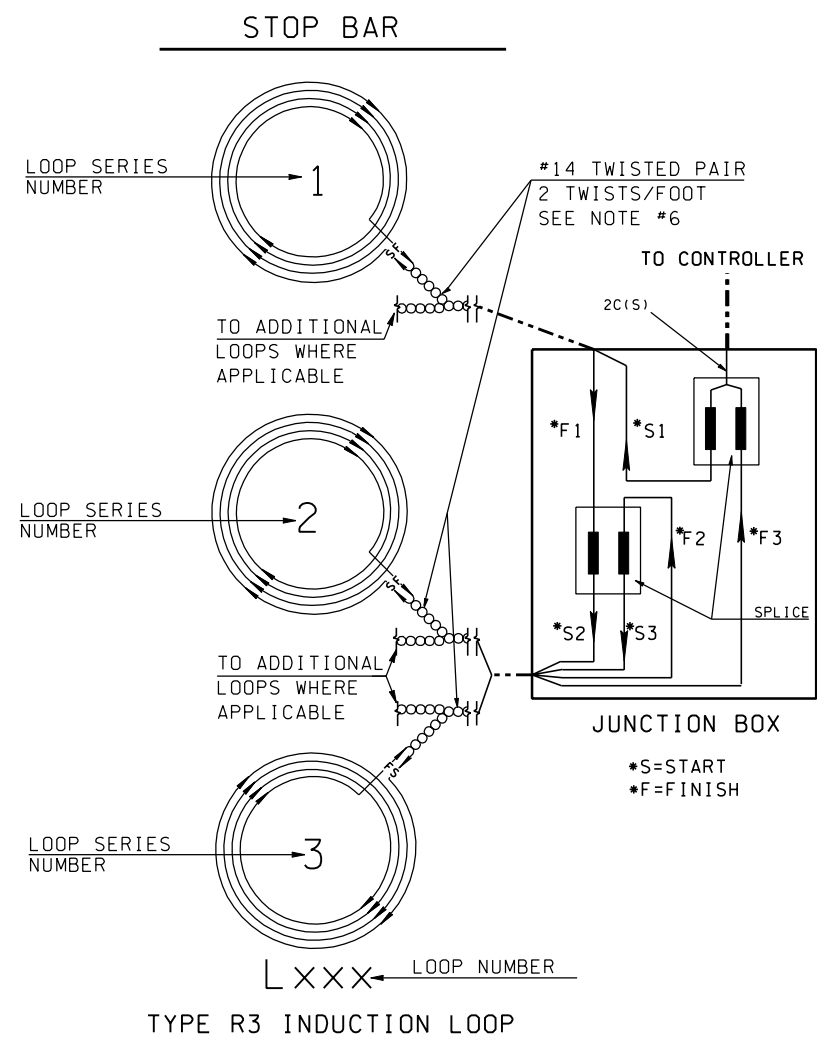 STOP BAR
LOOP SERIES
NUMBER
1
#14 TWISTED PAIR
2 TWISTS/FOOT
SEE NOTE #6
S F
TO CONTROLLER
2C(S)
TO ADDITIONAL
LOOPS WHERE
APPLICABLE
*F1
*S1
LOOP SERIES
NUMBER
2
*F2
*F3
S F
SPLICE
*S2
*S3
TO ADDITIONAL
LOOPS WHERE
APPLICABLE
JUNCTION BOX
F S
*S=START
*F=FINISH
LOOP SERIES
NUMBER
3
LXXX
LOOP NUMBER
TYPE R3 INDUCTION LOOP